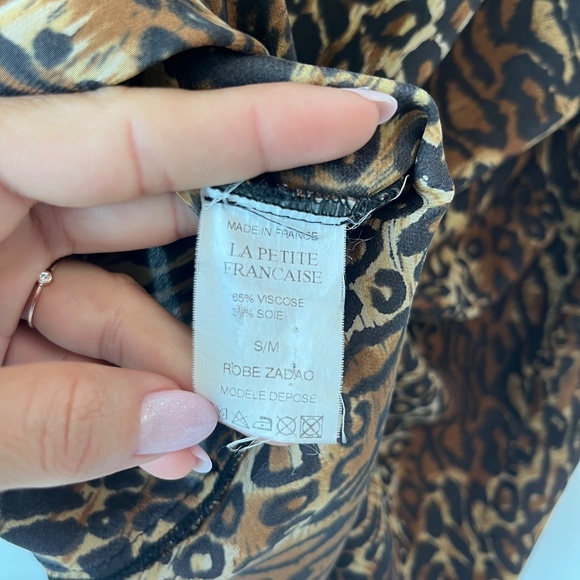 MADE IN FRANCE
LA PETITE
FRANCAISE
65% VISCOSE
SOIE
S/M
ROBE ZADAO
MODELE DEPOSE